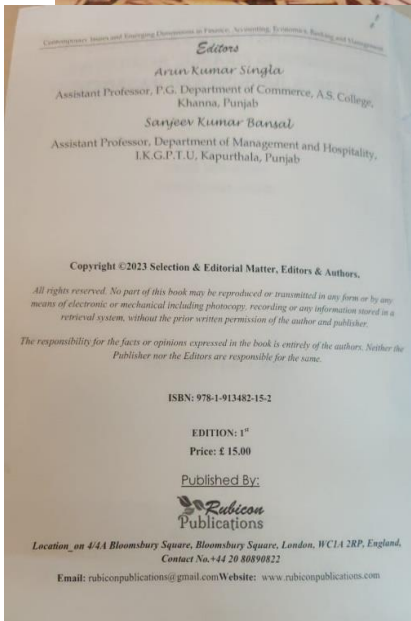 Contemporary Issues and Emerging Dimensions in Finance, Accounting, Economics, Banking and Management
Editors
Arun Kumar Singla
Assistant Professor, P.G. Department of Commerce, A.S. College,
Khanna, Punjab
Sanjeev Kumar Bansal
Assistant Professor, Department of Management and Hospitality,
I.K.G.P.T.U, Kapurthala, Punjab
Copyright ©2023 Selection & Editorial Matter, Editors & Authors.
All rights reserved. No part of this book may be reproduced or transmitted in any form or by any
means of electronic or mechanical including photocopy, recording or any information stored in a
retrieval system, without the prior written permission of the author and publisher.
The responsibility for the facts or opinions expressed in the book is entirely of the authors. Neither the
Publisher nor the Editors are responsible for the same.
ISBN: 978-1-913482-15-2
EDITION: 1st
Price: £ 15.00
Published By:
Rubicon
Publications
Location_on 4/4A Bloomsbury Square, Bloomsbury Square, London, WC1A 2RP, England,
Contact No.+44 20 80890822
Email: rubiconpublications@gmail.comWebsite: www.rubiconpublications.com